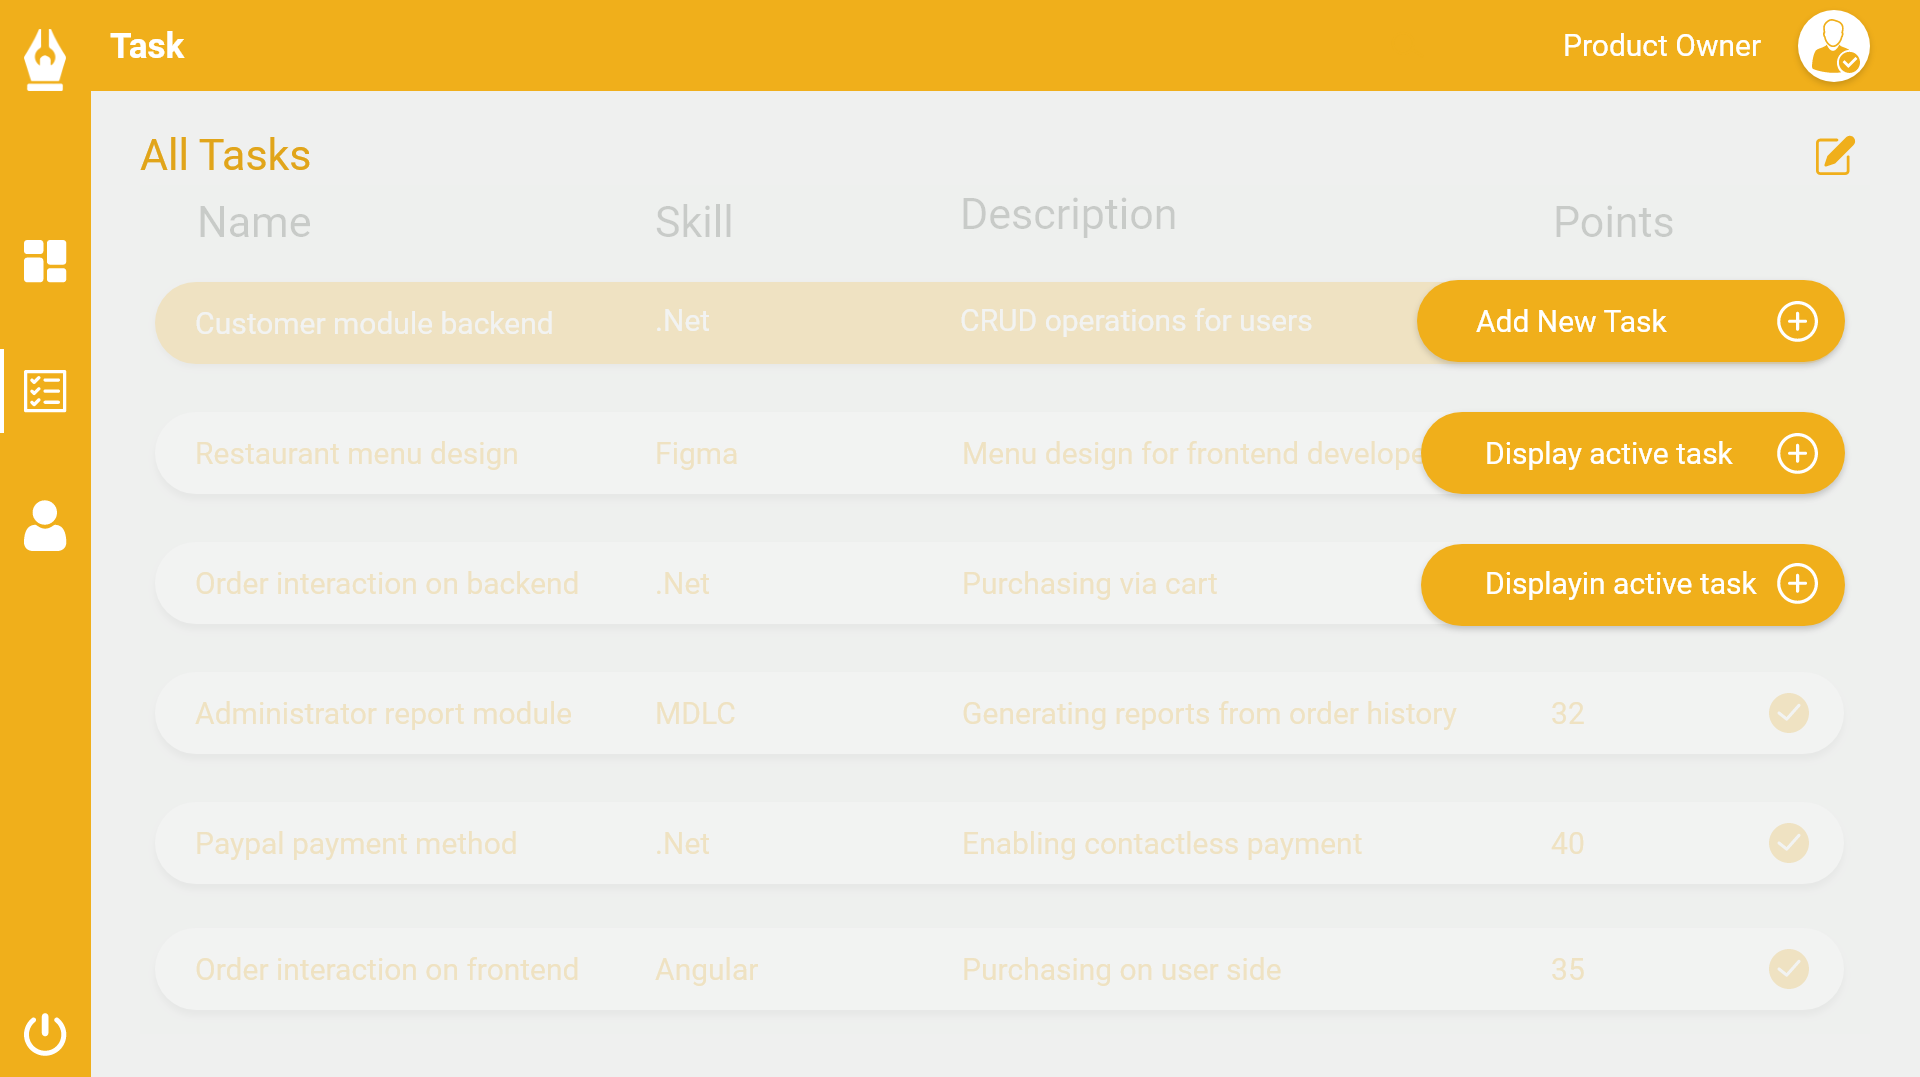 Task
Product Owner
All Tasks
Name Skill Description Points
Customer module backend .Net CRUD operations for users Add New Task
Restaurant menu design Figma Menu design for frontend develope Display active task
Order interaction on backend .Net Purchasing via cart Displayin active task
Administrator report module MDLC Generating reports from order history 32
Paypal payment method .Net Enabling contactless payment 40
Order interaction on frontend Angular Purchasing on user side 35